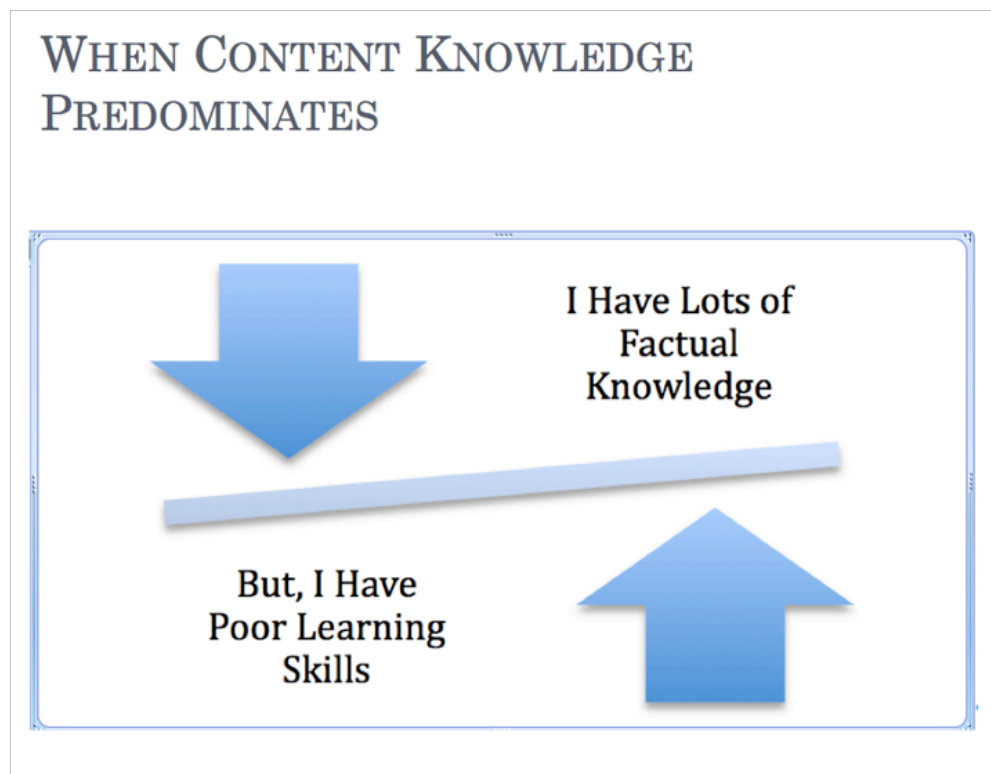 WHEN CONTENT KNOWLEDGE
PREDOMINATES
I Have Lots of
Factual
Knowledge
But, I Have
Poor Learning
Skills